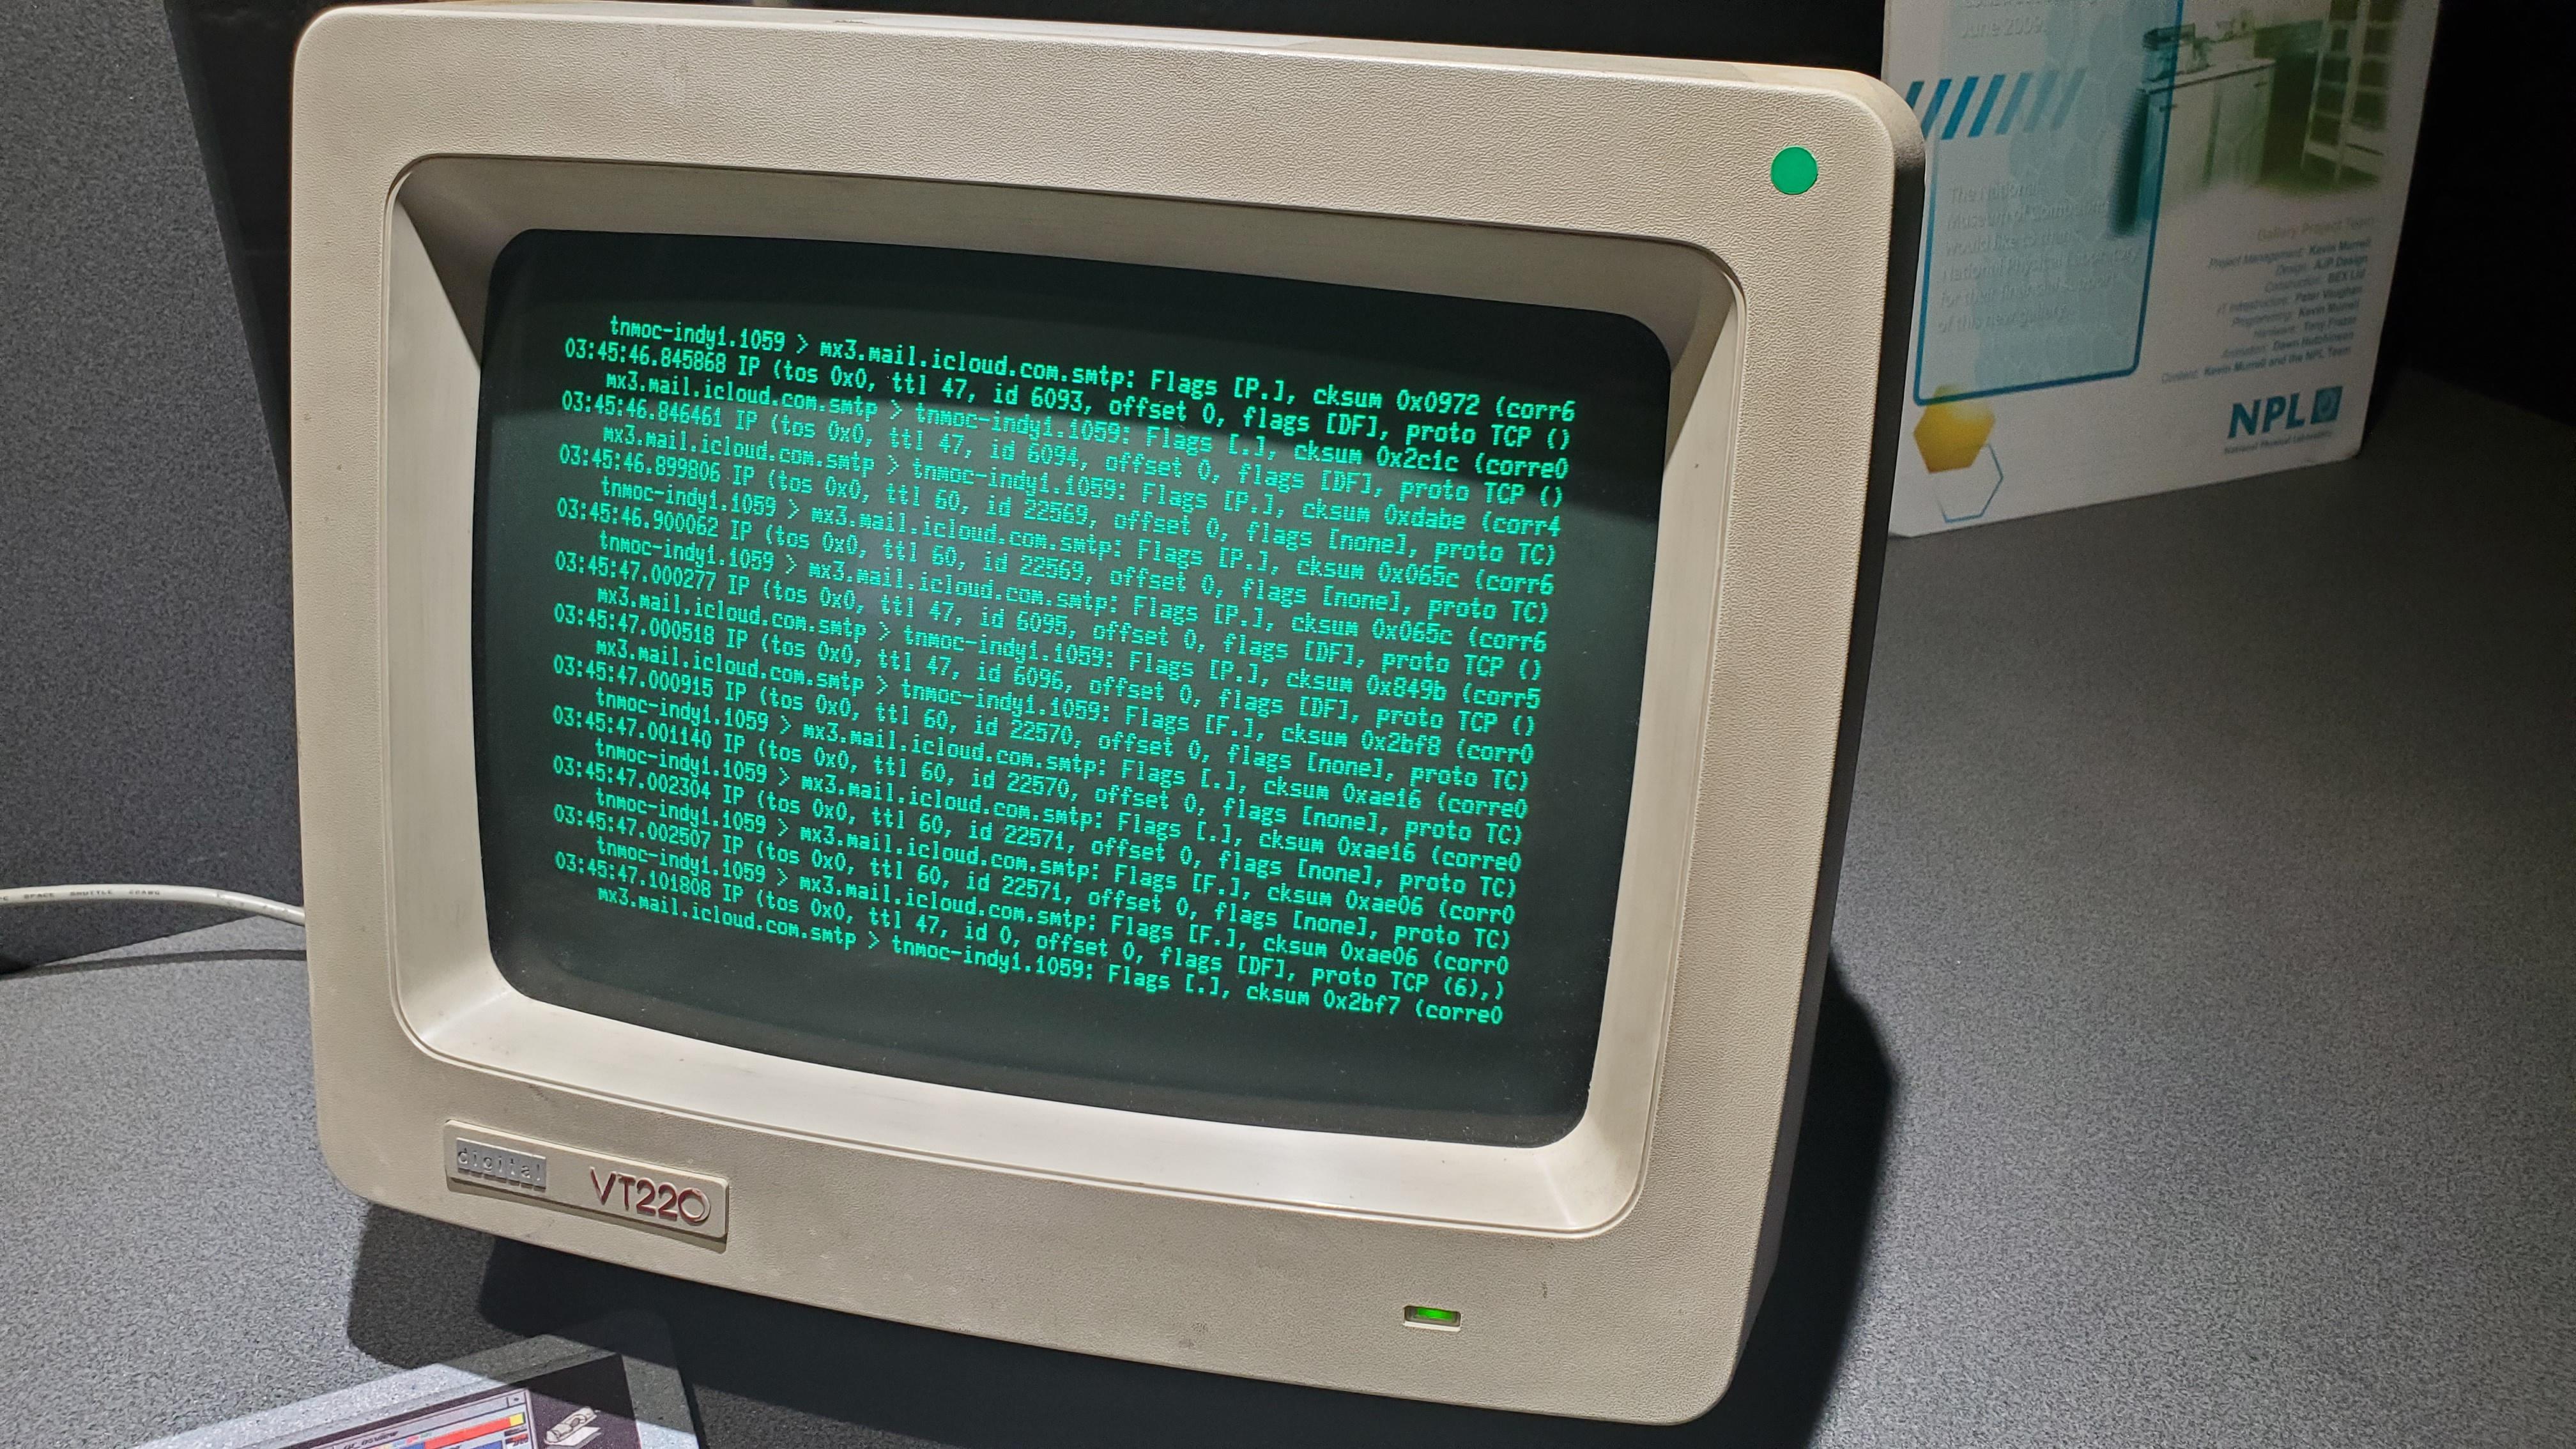 tnmoc-indy1.1059 > mx3.mail.icloud.com.smtp: Flags [P.], cksum 0x0972 (corr6
03:45:46.845868 IP (tos 0x0, ttl 47, id 6093, offset 0, flags [DF], proto TCP ()
mx3.mail.icloud.com.smtp > tnmoc-indy1.1059: Flags [.], cksum 0x2c1c (corre0
03:45:46.846461 IP (tos 0x0, ttl 47, id 6094, offset 0, flags [DF], proto TCP ()
mx3.mail.icloud.com.smtp > tnmoc-indy1.1059: Flags [P.], cksum 0xdabe (corr4
03:45:46.899806 IP (tos 0x0, ttl 60, id 22569, offset 0, flags [none], proto TC)
tnmoc-indy1.1059 > mx3.mail.icloud.com.smtp: Flags [P.], cksum 0x065c (corr6
03:45:46.900062 IP (tos 0x0, ttl 60, id 22569, offset 0, flags [none], proto TC)
tnmoc-indy1.1059 > mx3.mail.icloud.com.smtp: Flags [P.], cksum 0x065c (corr6
03:45:47.000277 IP (tos 0x0, ttl 47, id 6095, offset 0, flags [DF], proto TCP ()
mx3.mail.icloud.com.smtp > tnmoc-indy1.1059: Flags [P.], cksum 0x849b (corr5
03:45:47.000518 IP (tos 0x0, ttl 47, id 6096, offset 0, flags [DF], proto TCP ()
mx3.mail.icloud.com.smtp > tnmoc-indy1.1059: Flags [F.], cksum 0x2bf8 (corr0
03:45:47.000915 IP (tos 0x0, ttl 60, id 22570, offset 0, flags [none], proto TC)
tnmoc-indy1.1059 > mx3.mail.icloud.com.smtp: Flags [.], cksum 0xae16 (corre0
03:45:47.001140 IP (tos 0x0, ttl 60, id 22570, offset 0, flags [none], proto TC)
tnmoc-indy1.1059 > mx3.mail.icloud.com.smtp: Flags [.], cksum 0xae16 (corre0
03:45:47.002304 IP (tos 0x0, ttl 60, id 22571, offset 0, flags [none], proto TC)
tnmoc-indy1.1059 > mx3.mail.icloud.com.smtp: Flags [F.], cksum 0xae06 (corr0
03:45:47.002507 IP (tos 0x0, ttl 60, id 22571, offset 0, flags [none], proto TC)
tnmoc-indy1.1059 > mx3.mail.icloud.com.smtp: Flags [F.], cksum 0xae06 (corr0
03:45:47.101808 IP (tos 0x0, ttl 47, id 0, offset 0, flags [DF], proto TCP (6),)
mx3.mail.icloud.com.smtp > tnmoc-indy1.1059: Flags [.], cksum 0x2bf7 (corre0
digital VT220
June 2009.
The National
Museum of Computing
would like to thank
National Physical Laboratory
for their financial support
of this new gallery.
Gallery Project Team
Project Management: Kevin Murrell
Design: AJP Design
Construction: BEX Ltd
IT Infrastructure: Peter Vaughan
Programming: Kevin Murrell
Hardware: Tony Frazer
Content: Kevin Murrell and the NPL Team
NPL
National Physical Laboratory
SPACE SHUTTLE